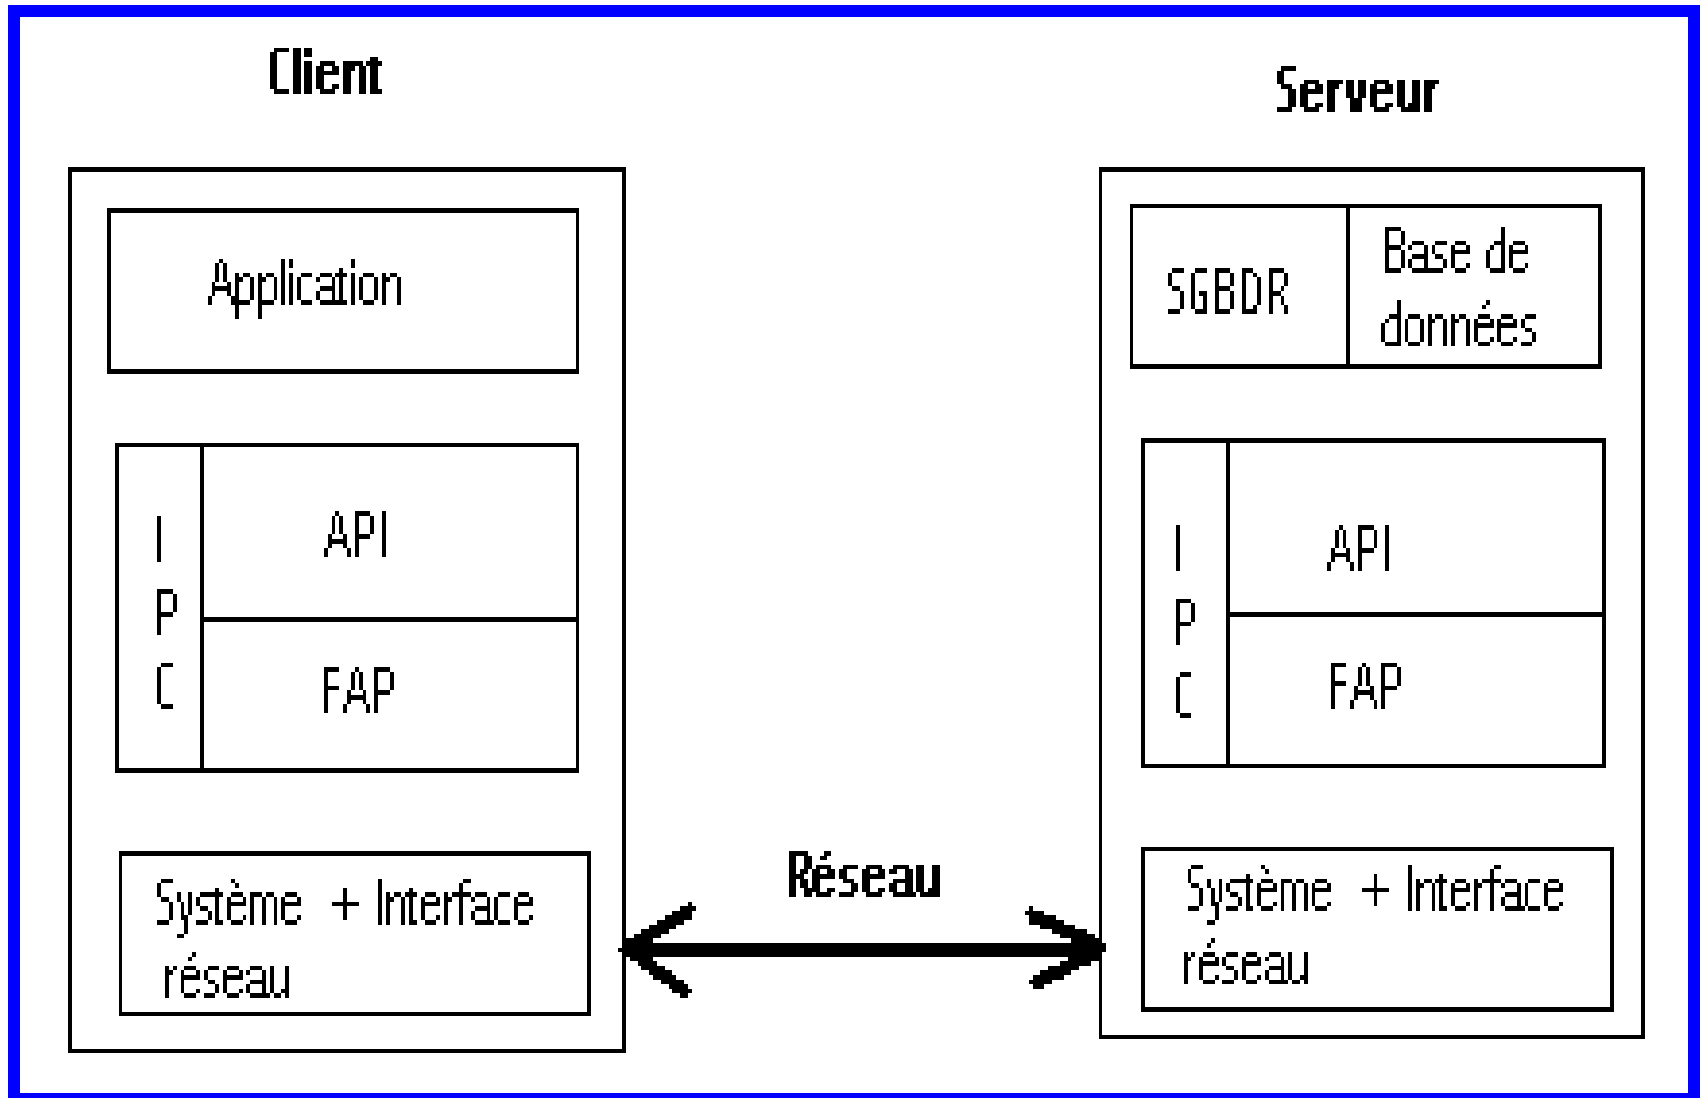 Client
Serveur
Application
SGBDR
Base de
données
I
P
C
API
FAP
I
P
C
API
FAP
Réseau
Système + Interface
réseau
Système + Interface
réseau